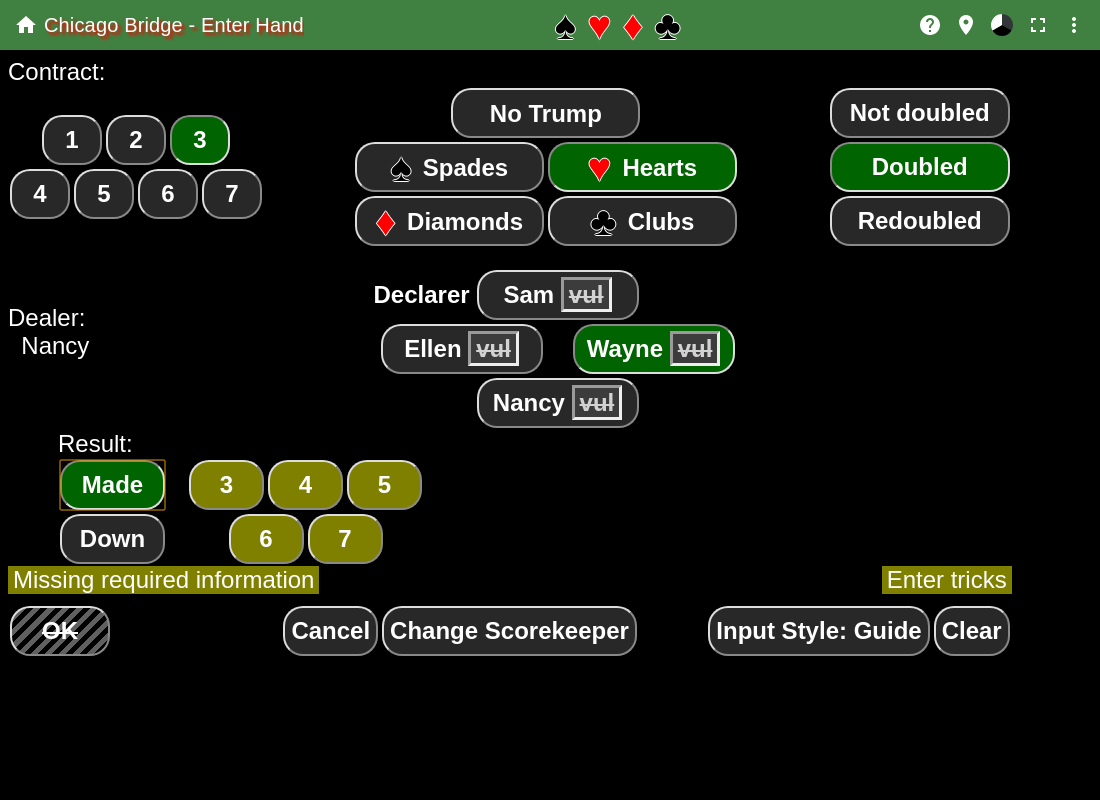 Chicago Bridge - Enter Hand
Contract:
1 2 3
4 5 6 7
No Trump
Spades Hearts
Diamonds Clubs
Not doubled
Doubled
Redoubled
Dealer:
Nancy
Declarer Sam vul
Ellen vul Wayne vul
Nancy vul
Result:
Made 3 4 5
Down 6 7
Missing required information Enter tricks
OK Cancel Change Scorekeeper Input Style: Guide Clear